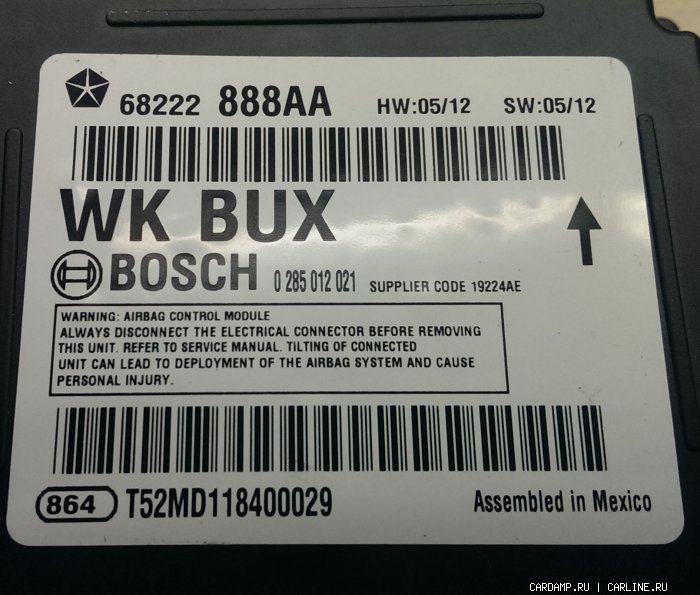 68222 888AA HW:05/12 SW:05/12
WK BUX
BOSCH 0 285 012 021 SUPPLIER CODE 19224AE
WARNING: AIRBAG CONTROL MODULE
ALWAYS DISCONNECT THE ELECTRICAL CONNECTOR BEFORE REMOVING
THIS UNIT. REFER TO SERVICE MANUAL. TILTING OF CONNECTED
UNIT CAN LEAD TO DEPLOYMENT OF THE AIRBAG SYSTEM AND CAUSE
PERSONAL INJURY.
864 T52MD118400029 Assembled in Mexico
CARDAMP.RU | CARLINE.RU